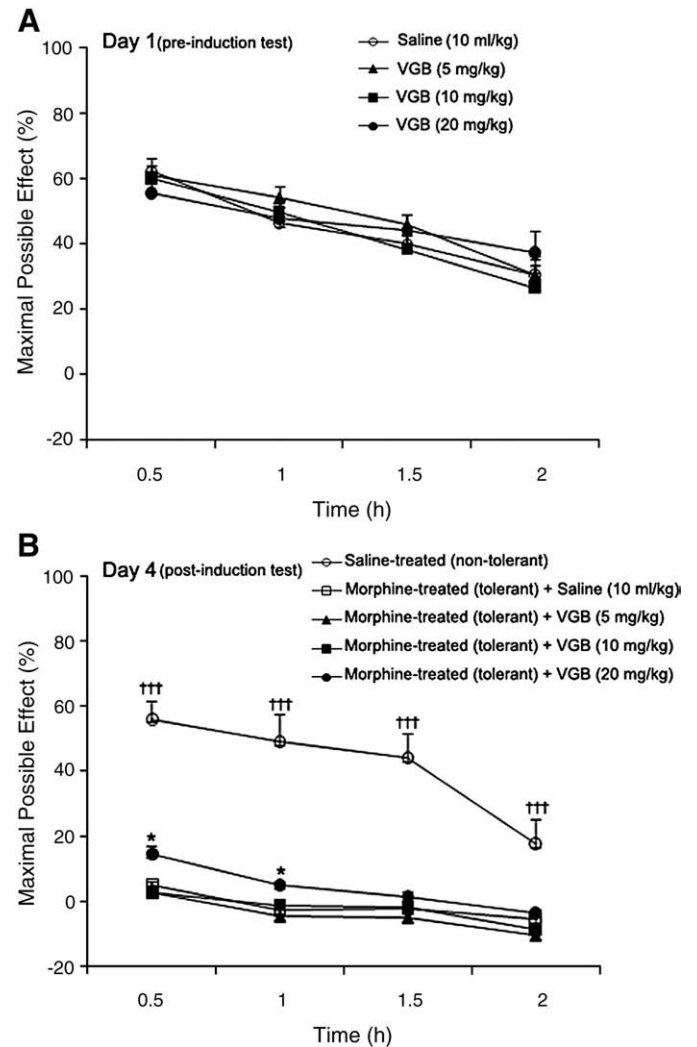 A
Day 1 (pre-induction test)
Saline (10 ml/kg)
VGB (5 mg/kg)
VGB (10 mg/kg)
VGB (20 mg/kg)
Maximal Possible Effect (%)
100
80
60
40
20
0
-20
0.5 1 1.5 2
Time (h)
B
Day 4 (post-induction test)
Saline-treated (non-tolerant)
Morphine-treated (tolerant) + Saline (10 ml/kg)
Morphine-treated (tolerant) + VGB (5 mg/kg)
Morphine-treated (tolerant) + VGB (10 mg/kg)
Morphine-treated (tolerant) + VGB (20 mg/kg)
Maximal Possible Effect (%)
100
80
60
40
20
0
-20
††† ††† ††† †††
* *
0.5 1 1.5 2
Time (h)